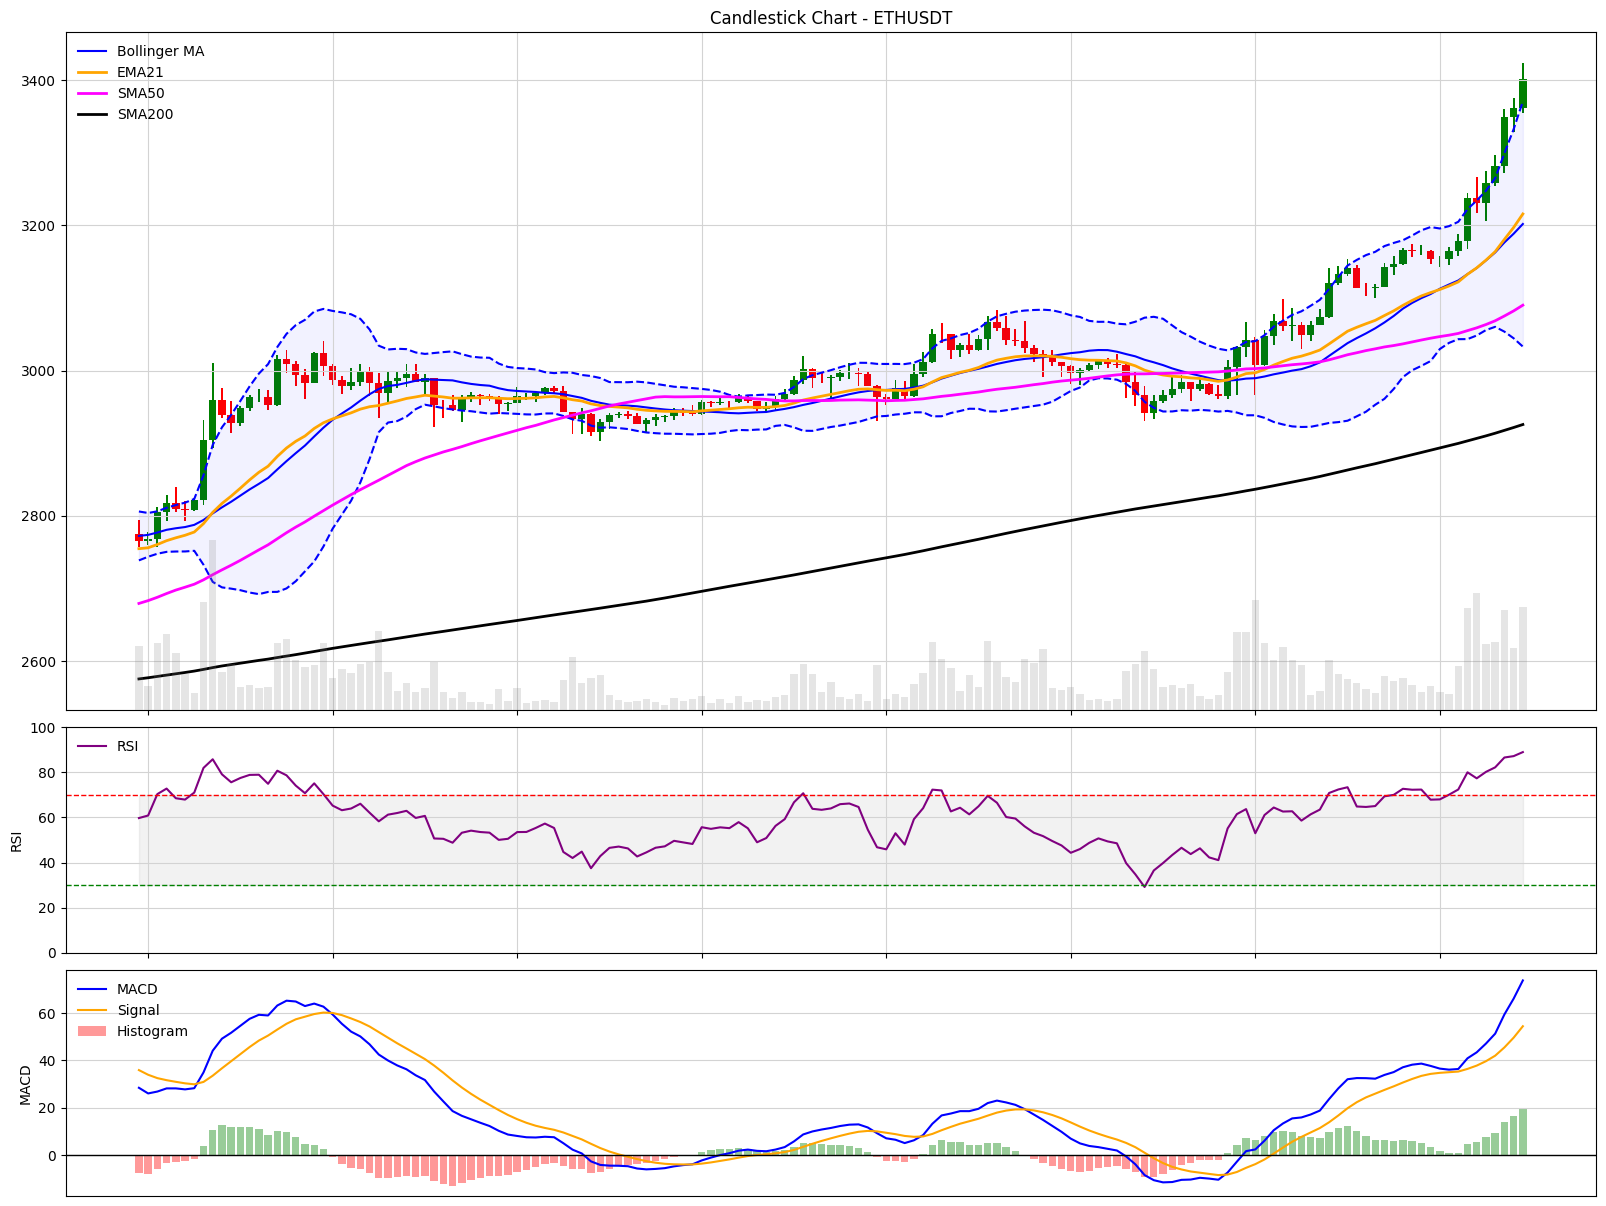 Candlestick Chart - ETHUSDT
Bollinger MA
EMA21
SMA50
SMA200
3400
3200
3000
2800
2600
RSI
100
80
60
40
20
0
RSI
MACD
Signal
Histogram
60
40
20
0
MACD